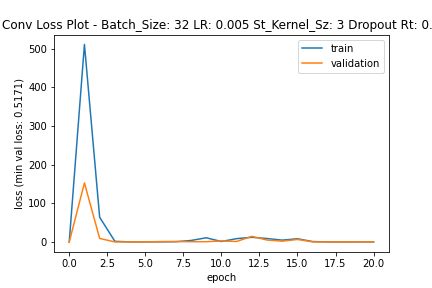 Conv Loss Plot - Batch_Size: 32 LR: 0.005 St_Kernel_Sz: 3 Dropout Rt: 0.
train
validation
500
400
300
200
100
0
loss (min val loss: 0.5171)
0.0 2.5 5.0 7.5 10.0 12.5 15.0 17.5 20.0
epoch